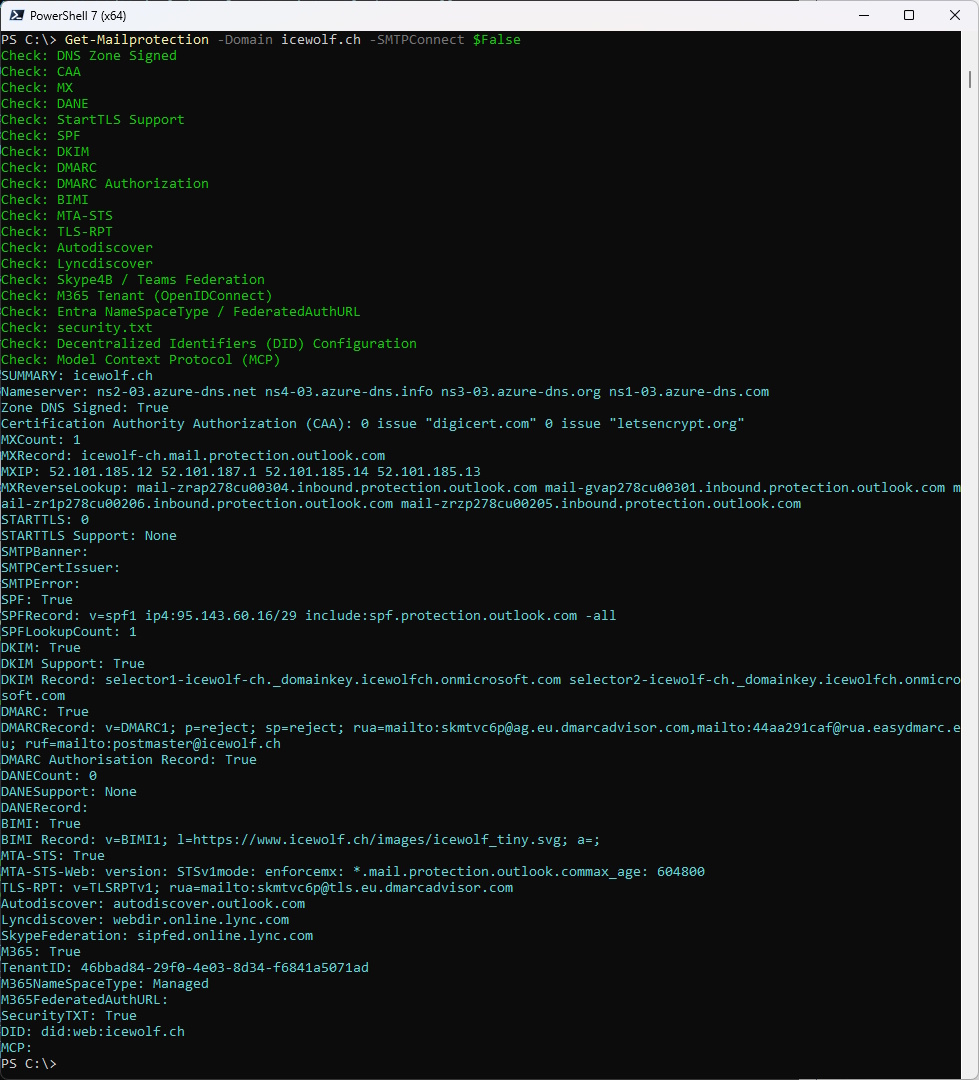 PowerShell 7 (x64)
PS C:\> Get-Mailprotection -Domain icewolf.ch -SMTPConnect $False
Check: DNS Zone Signed
Check: CAA
Check: MX
Check: DANE
Check: StartTLS Support
Check: SPF
Check: DKIM
Check: DMARC
Check: DMARC Authorization
Check: BIMI
Check: MTA-STS
Check: TLS-RPT
Check: Autodiscover
Check: Lyncdiscover
Check: Skype4B / Teams Federation
Check: M365 Tenant (OpenIDConnect)
Check: Entra NameSpaceType / FederatedAuthURL
Check: security.txt
Check: Decentralized Identifiers (DID) Configuration
Check: Model Context Protocol (MCP)
SUMMARY: icewolf.ch
Nameserver: ns2-03.azure-dns.net ns4-03.azure-dns.info ns3-03.azure-dns.org ns1-03.azure-dns.com
Zone DNS Signed: True
Certification Authority Authorization (CAA): 0 issue "digicert.com" 0 issue "letsencrypt.org"
MXCount: 1
MXRecord: icewolf-ch.mail.protection.outlook.com
MXIP: 52.101.185.12 52.101.187.1 52.101.185.14 52.101.185.13
MXReverseLookup: mail-zrap278cu00304.inbound.protection.outlook.com mail-gvap278cu00301.inbound.protection.outlook.com m
ail-zr1p278cu00206.inbound.protection.outlook.com mail-zrzp278cu00205.inbound.protection.outlook.com
STARTTLS: 0
STARTTLS Support: None
SMTPBanner:
SMTPCertIssuer:
SMTPError:
SPF: True
SPFRecord: v=spf1 ip4:95.143.60.16/29 include:spf.protection.outlook.com -all
SPFLookupCount: 1
DKIM: True
DKIM Support: True
DKIM Record: selector1-icewolf-ch._domainkey.icewolfch.onmicrosoft.com selector2-icewolf-ch._domainkey.icewolfch.onmicro
soft.com
DMARC: True
DMARCRecord: v=DMARC1; p=reject; sp=reject; rua=mailto:skmtvc6p@ag.eu.dmarcadvisor.com,mailto:44aa291caf@rua.easydmarc.e
u; ruf=mailto:postmaster@icewolf.ch
DMARC Authorisation Record: True
DANECount: 0
DANESupport: None
DANERecord:
BIMI: True
BIMI Record: v=BIMI1; l=https://www.icewolf.ch/images/icewolf_tiny.svg; a=;
MTA-STS: True
MTA-STS-Web: version: STSv1mode: enforcemx: *.mail.protection.outlook.commax_age: 604800
TLS-RPT: v=TLSRPTv1; rua=mailto:skmtvc6p@tls.eu.dmarcadvisor.com
Autodiscover: autodiscover.outlook.com
Lyncdiscover: webdir.online.lync.com
SkypeFederation: sipfed.online.lync.com
M365: True
TenantID: 46bbad84-29f0-4e03-8d34-f6841a5071ad
M365NameSpaceType: Managed
M365FederatedAuthURL:
SecurityTXT: True
DID: did:web:icewolf.ch
MCP:
PS C:\>